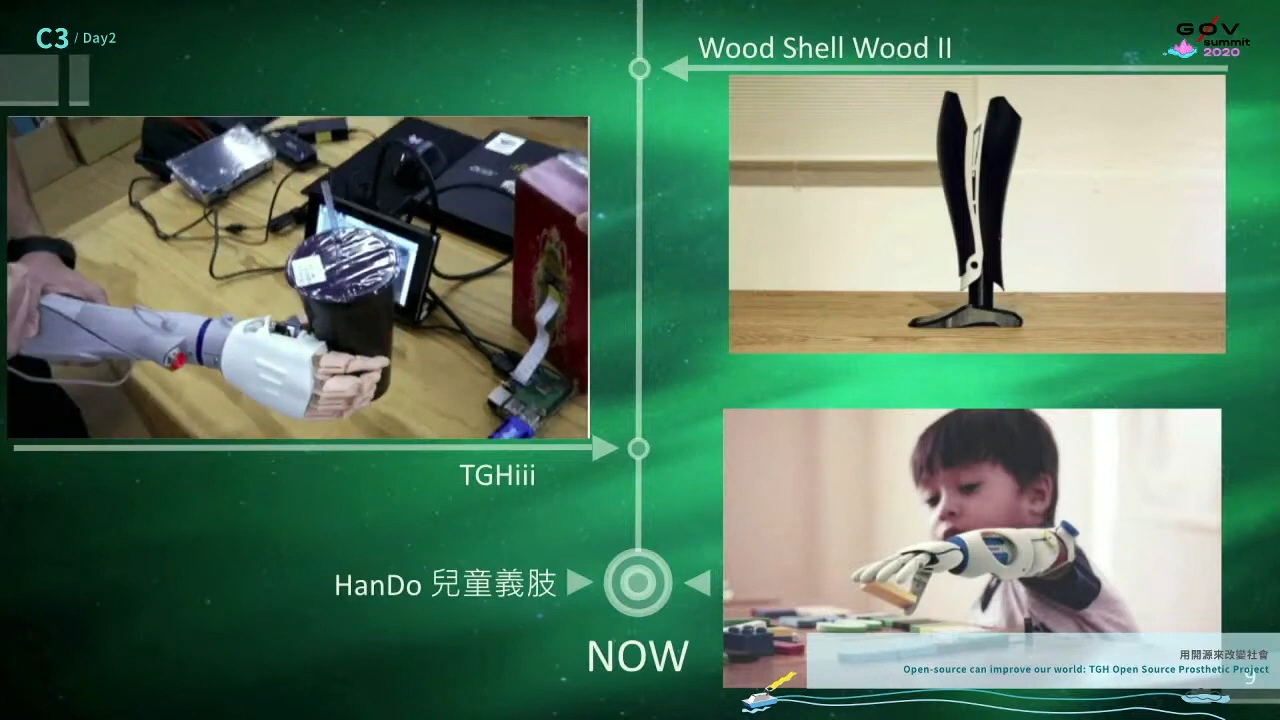 C3 / Day2
Wood Shell Wood II
GOV
summit
2020
TGHiii
HanDo 兒童義肢
NOW
用開源來改變社會
Open-source can improve our world: TGH Open Source Prosthetic Project
9